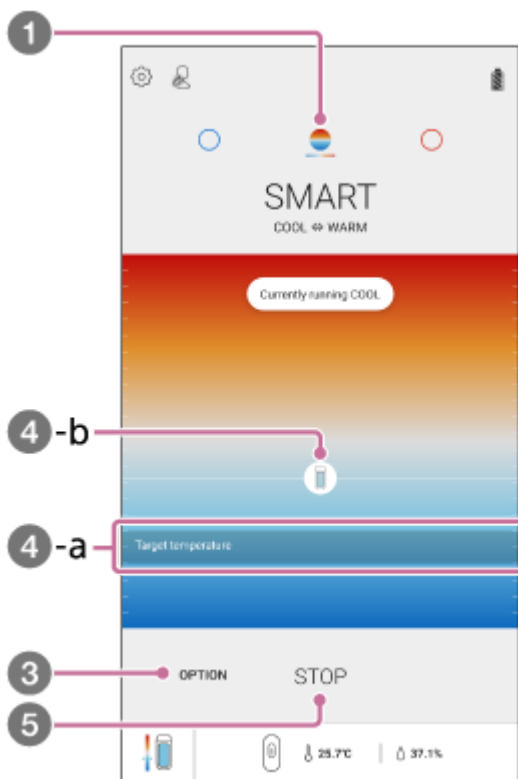 1
SMART
COOL ⇔ WARM
Currently running COOL
4 -b
4 -a
Target temperature
3
OPTION
STOP
5
25.7°C
37.1%